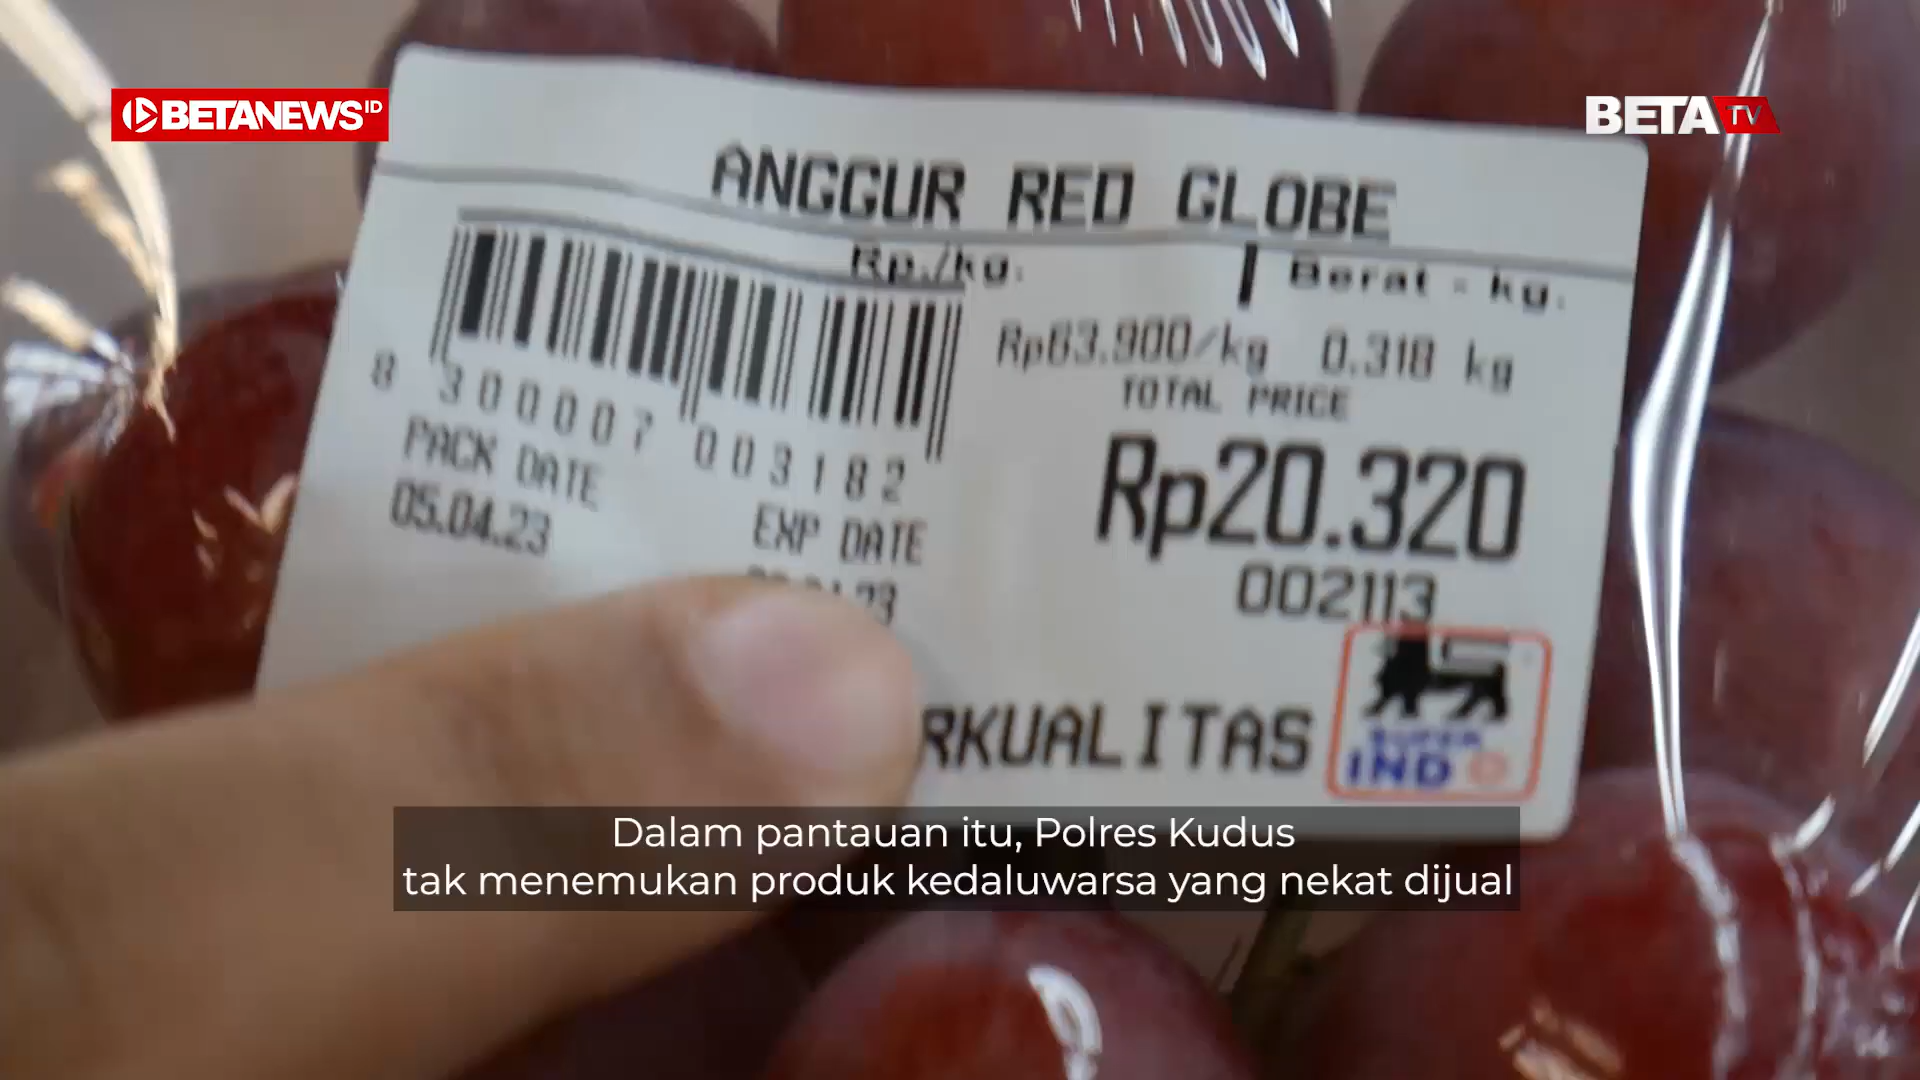 BETANEWS ID
BETA TV
ANGGUR RED GLOBE
Rp./kg. Berat - kg.
Rp63.900/kg 0.318 kg
TOTAL PRICE
8 300007 003182
Rp20.320
PACK DATE
05.04.23
EXP DATE
002113
SUPER
INDO
Dalam pantauan itu, Polres Kudus
tak menemukan produk kedaluwarsa yang nekat dijual